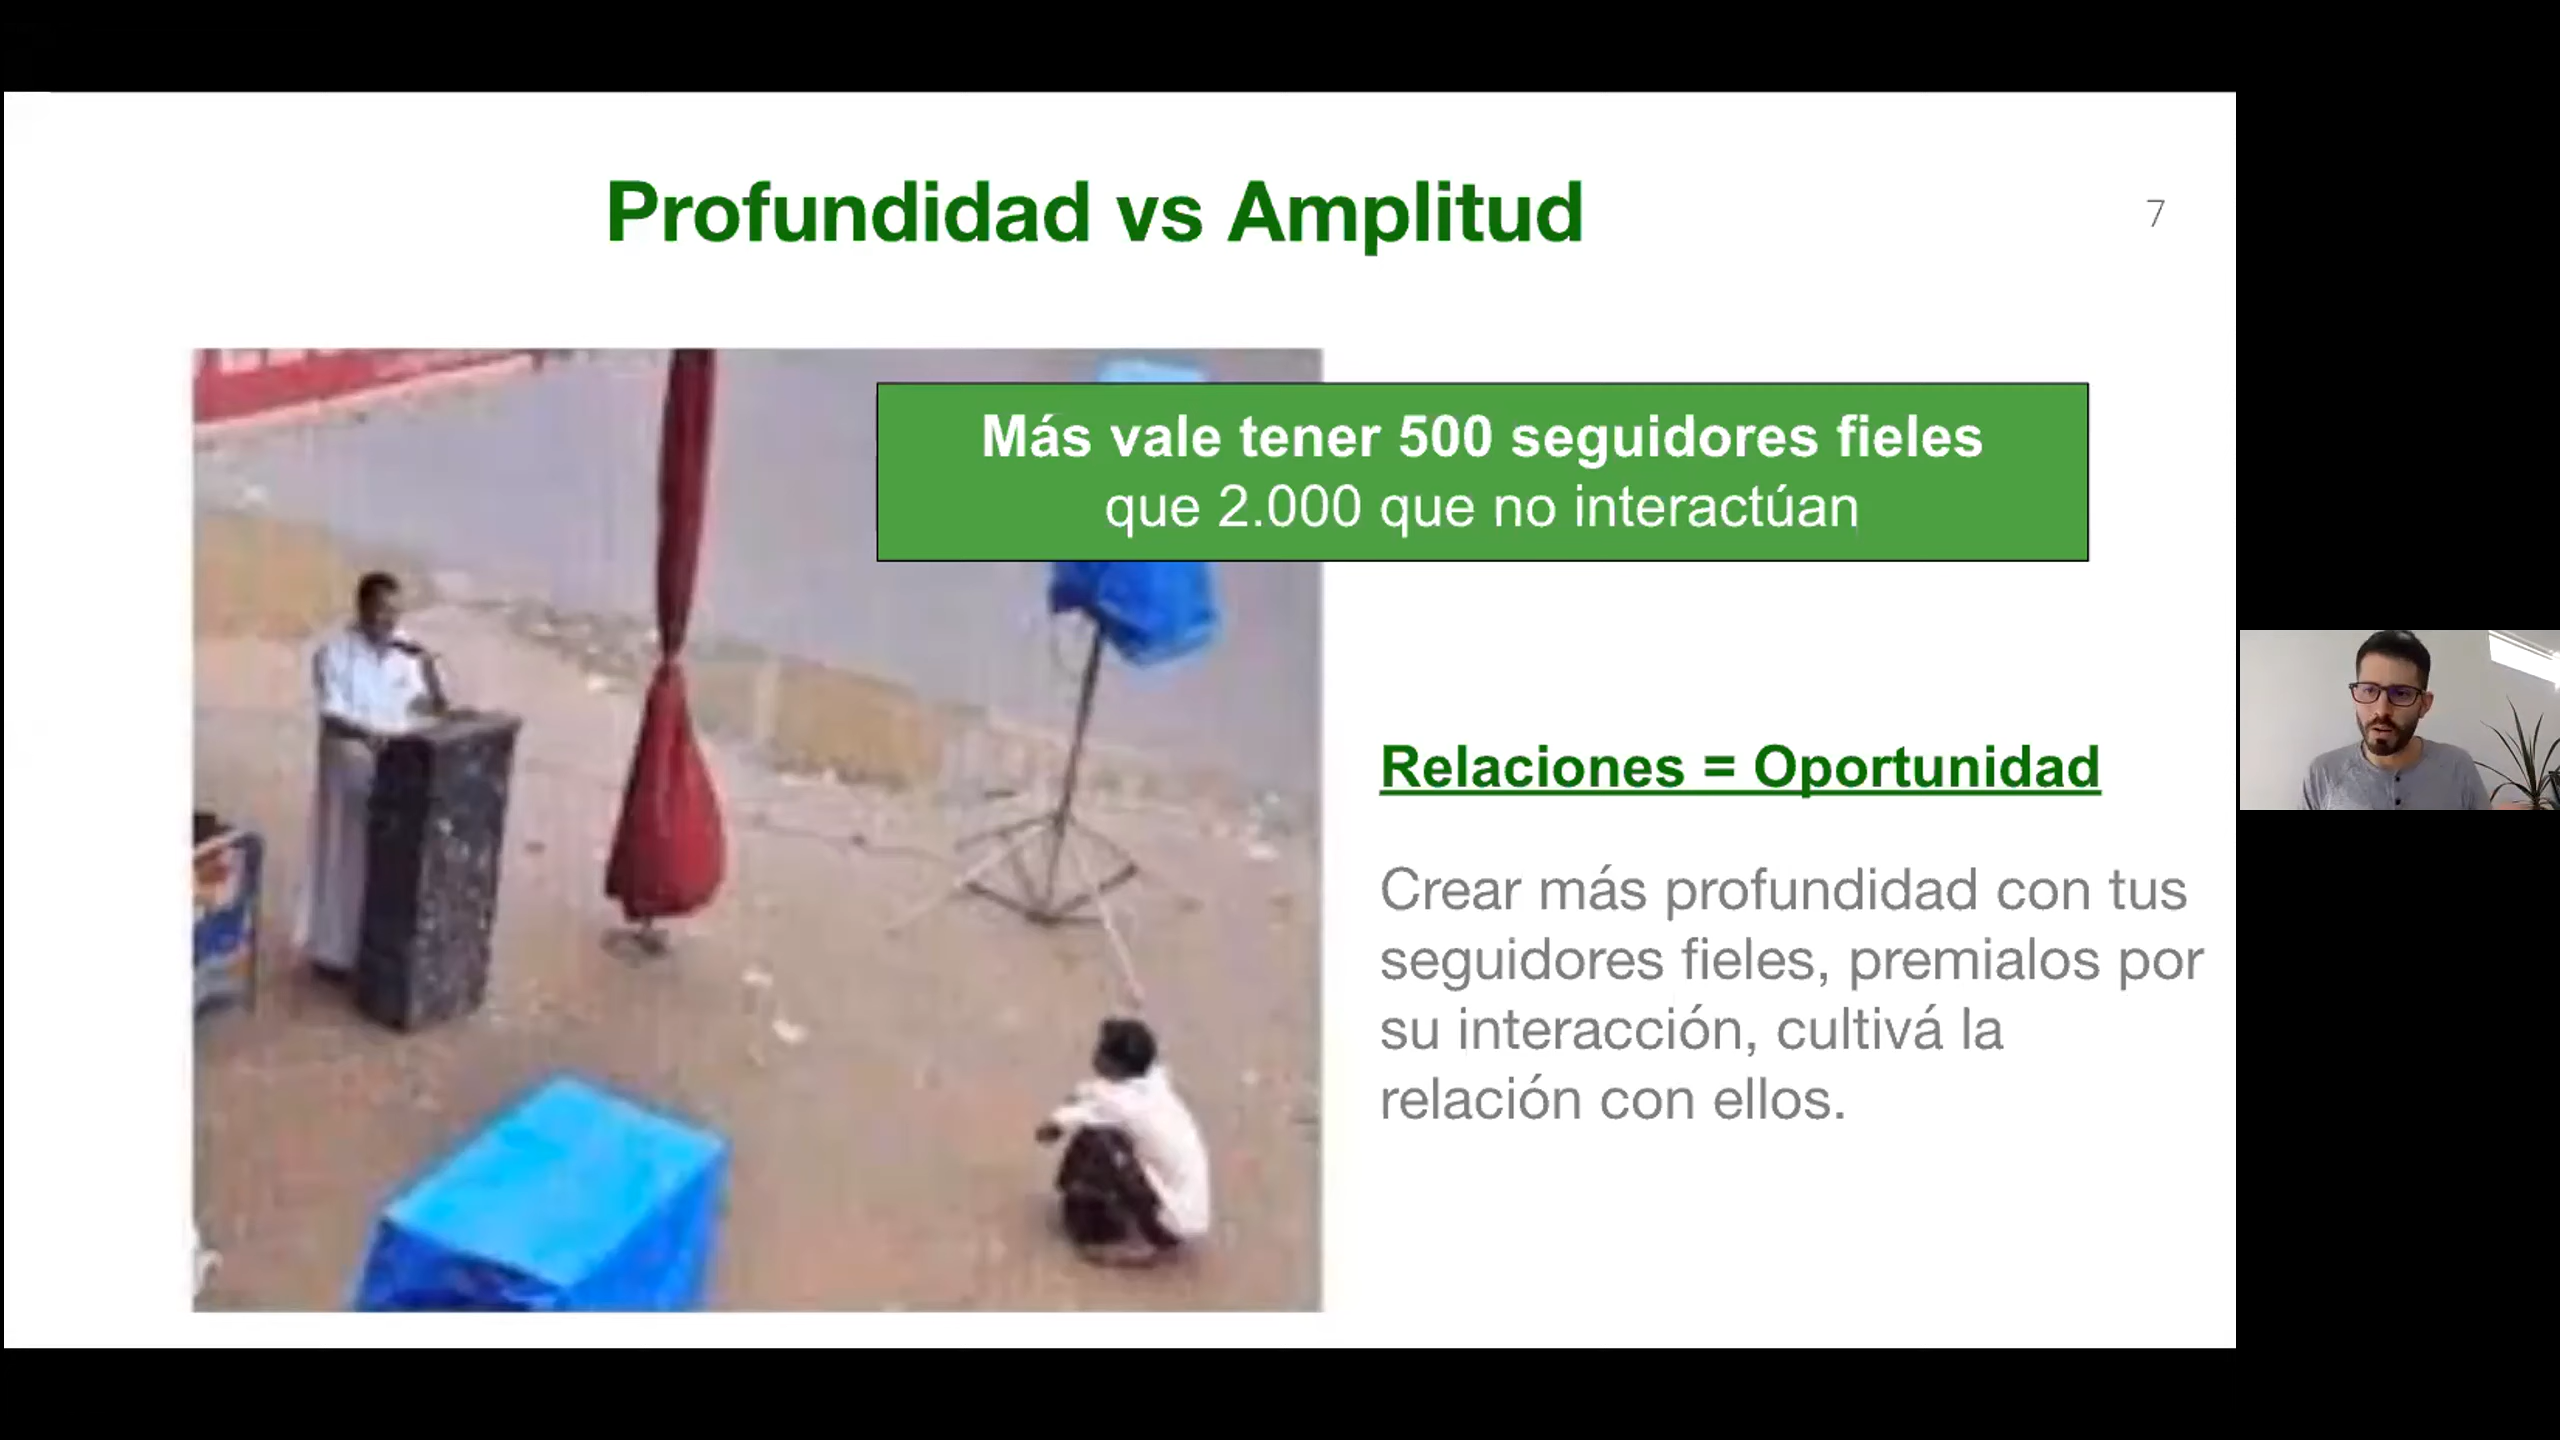 Profundidad vs Amplitud
7
Más vale tener 500 seguidores fieles
que 2.000 que no interactúan
Relaciones = Oportunidad
Crear más profundidad con tus
seguidores fieles, premialos por
su interacción, cultivá la
relación con ellos.